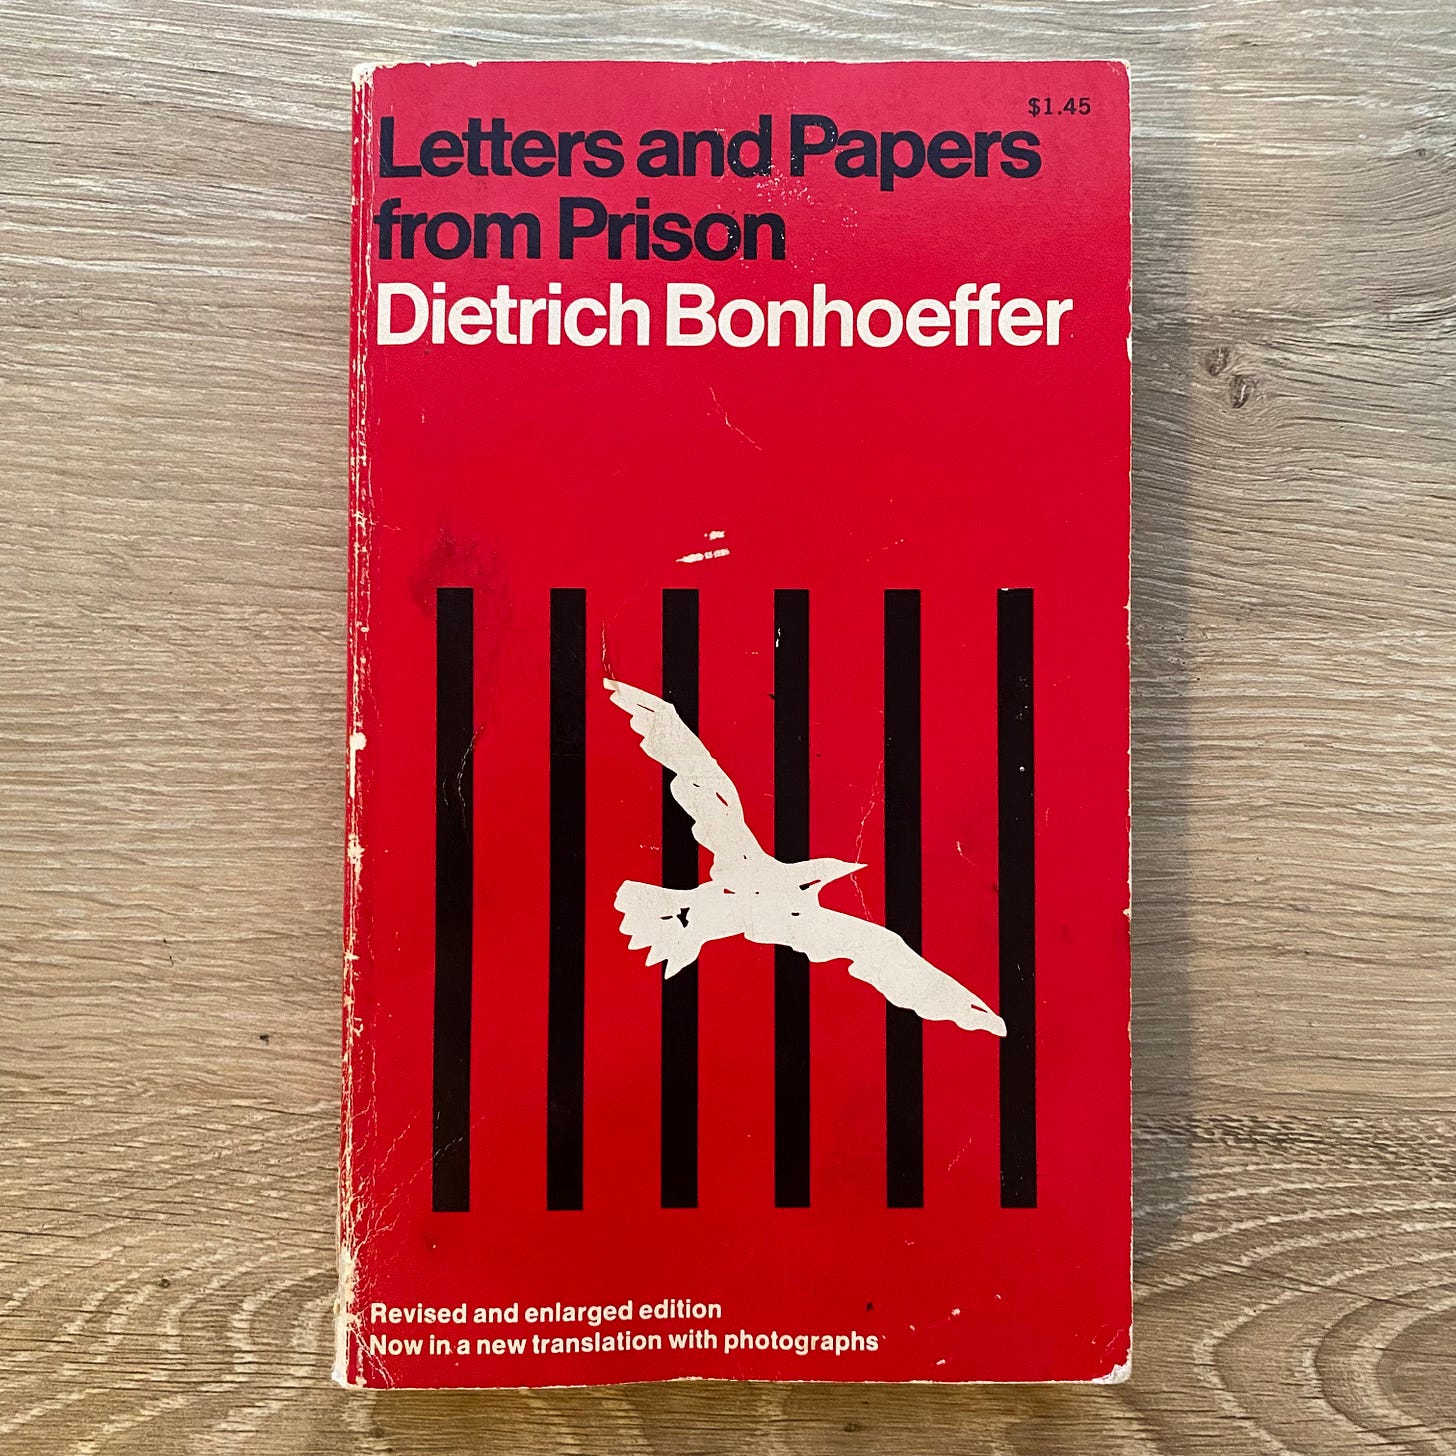 $1.45
Letters and Papers
from Prison
Dietrich Bonhoeffer
Revised and enlarged edition
Now in a new translation with photographs